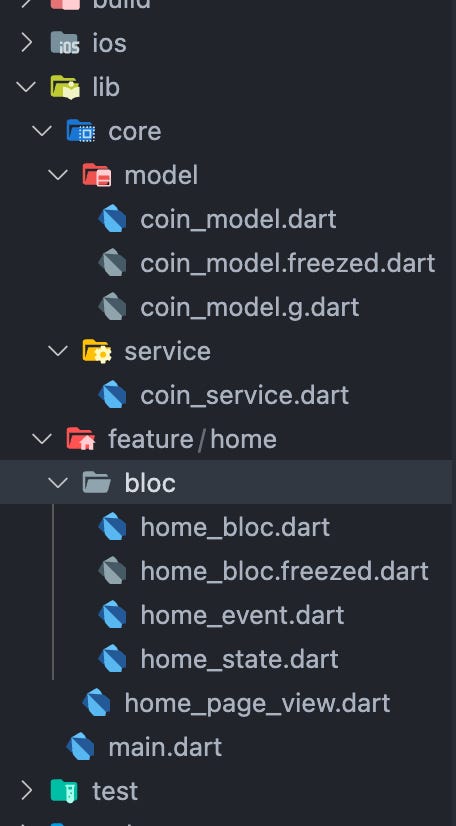 build
ios
lib
core
model
coin_model.dart
coin_model.freezed.dart
coin_model.g.dart
service
coin_service.dart
feature/home
bloc
home_bloc.dart
home_bloc.freezed.dart
home_event.dart
home_state.dart
home_page_view.dart
main.dart
test